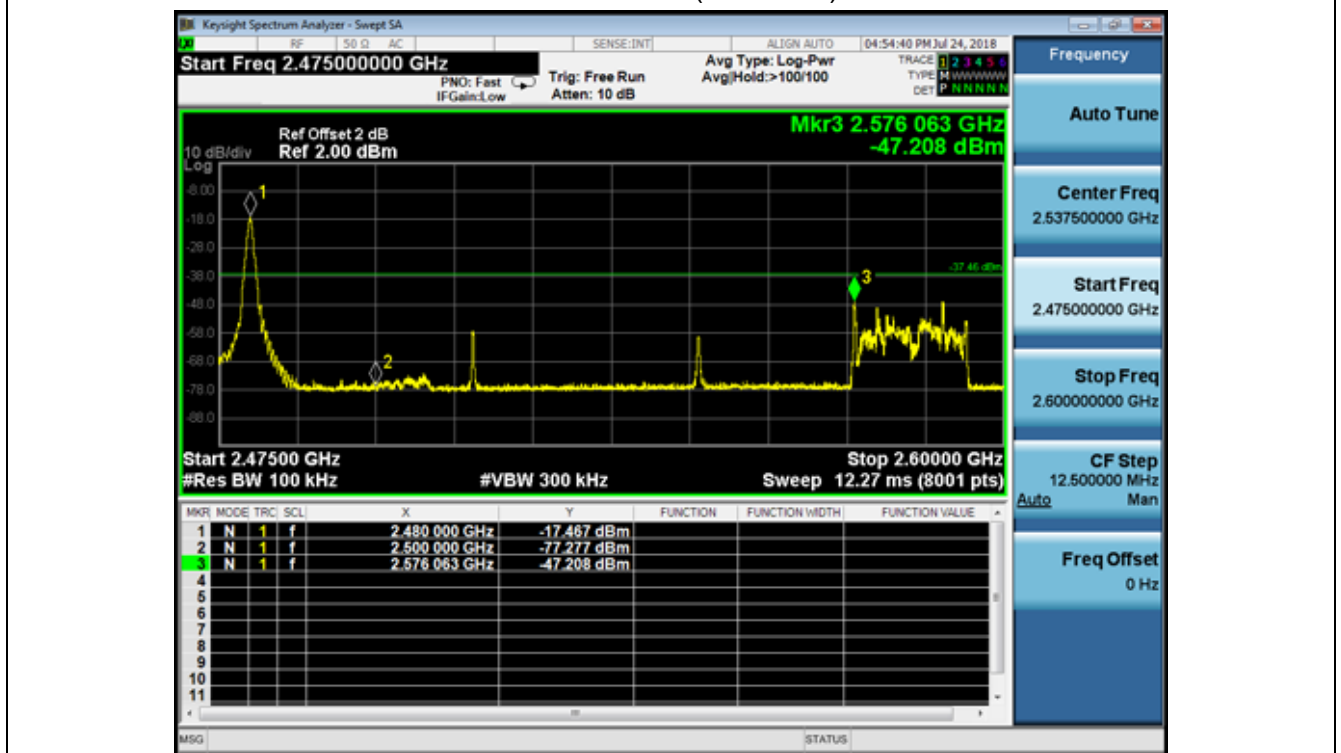 Keysight Spectrum Analyzer - Swept SA
RF 50 Ω AC SENSE:INT ALIGN AUTO 04:54:40 PM Jul 24, 2018
Start Freq 2.475000000 GHz
PNO: Fast
IFGain:Low
Trig: Free Run
Atten: 10 dB
Avg Type: Log-Pwr
Avg|Hold:>100/100
TRACE 1 2 3 4 5 6
TYPE M WWWWW
DET P N N N N N
Mkr3 2.576 063 GHz
-47.208 dBm
Ref Offset 2 dB
10 dB/div Ref 2.00 dBm
Log
-8.00
-18.0
-28.0
-38.0
-48.0
-58.0
-68.0
-78.0
-88.0
1
2
3
-37.46 dBm
Start 2.47500 GHz Stop 2.60000 GHz
#Res BW 100 kHz #VBW 300 kHz Sweep 12.27 ms (8001 pts)
MKR MODE TRC SCL X Y FUNCTION FUNCTION WIDTH FUNCTION VALUE
1 N 1 f 2.480 000 GHz -17.467 dBm
2 N 1 f 2.500 000 GHz -77.277 dBm
3 N 1 f 2.576 063 GHz -47.208 dBm
4
5
6
7
8
9
10
11
MSG STATUS
Frequency
Auto Tune
Center Freq
2.537500000 GHz
Start Freq
2.475000000 GHz
Stop Freq
2.600000000 GHz
CF Step
12.500000 MHz
Auto Man
Freq Offset
0 Hz